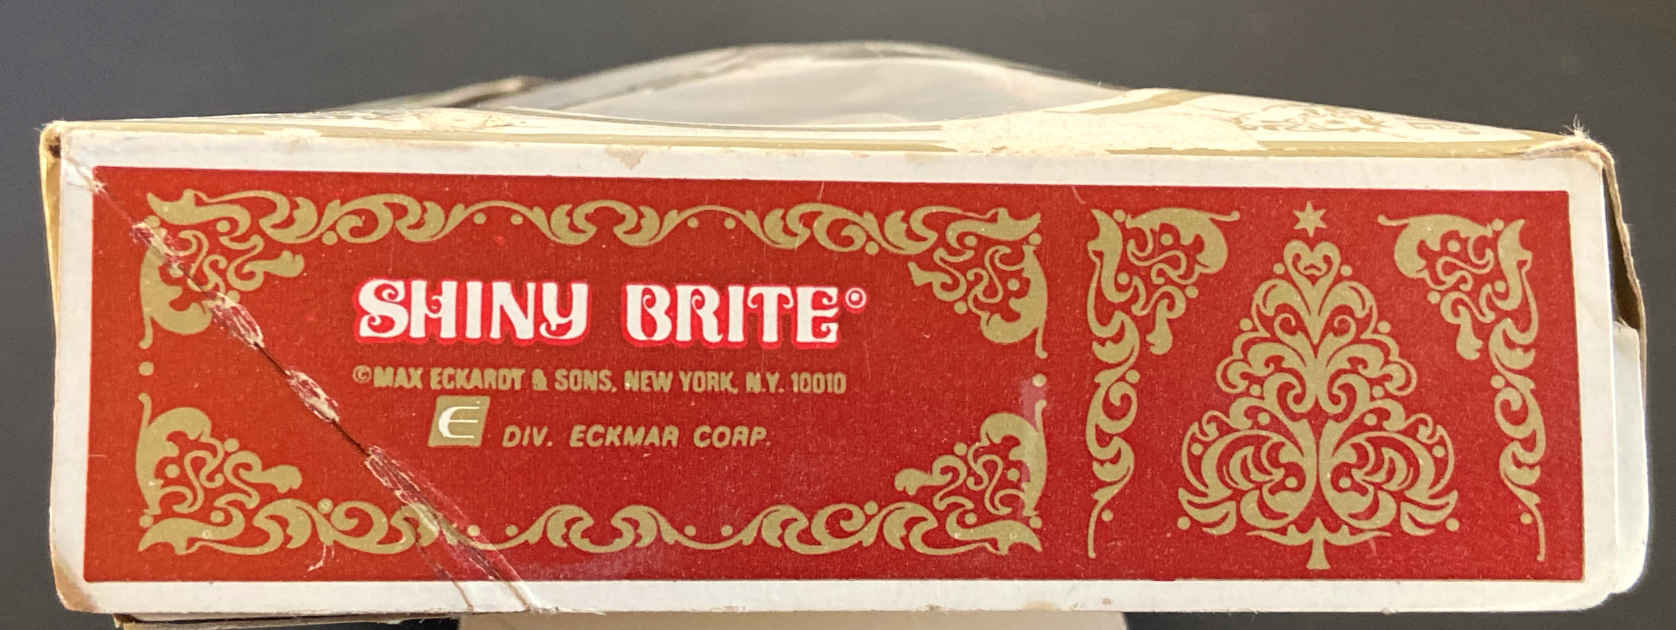 SHINY BRITE®
©MAX ECKARDT & SONS, NEW YORK, N.Y. 10010
E DIV. ECKMAR CORP.